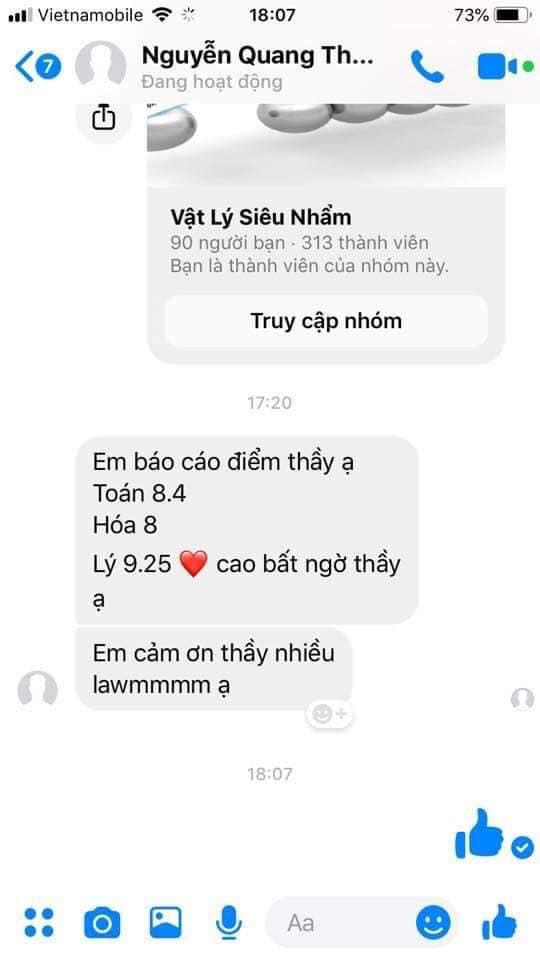 Vietnamobile
18:07
73%
7
Nguyễn Quang Th...
Đang hoạt động
Vật Lý Siêu Nhẩm
90 người bạn · 313 thành viên
Bạn là thành viên của nhóm này.
Truy cập nhóm
17:20
Em báo cáo điểm thầy ạ
Toán 8.4
Hóa 8
Lý 9.25 ❤️ cao bất ngờ thầy
ạ
Em cảm ơn thầy nhiều
lawmmmm ạ
18:07
Aa